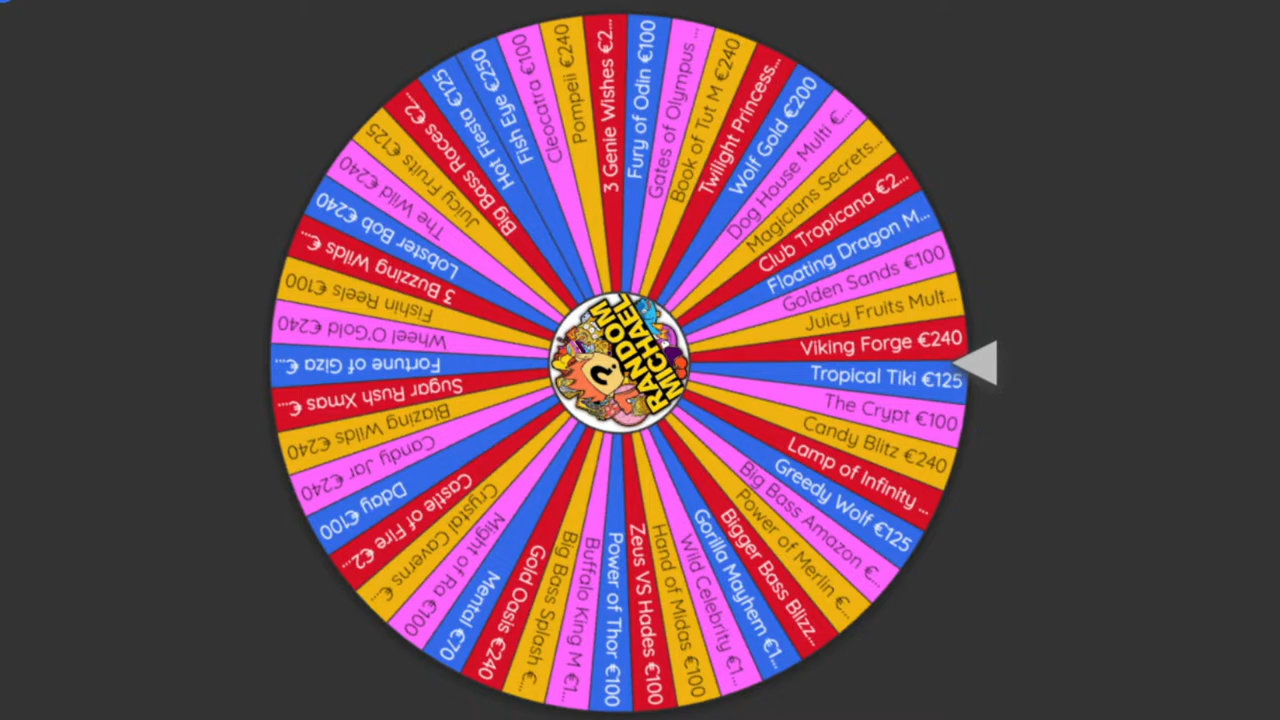 3 Genie Wishes €2...
Fury of Odin €100
Gates of Olympus ...
Book of Tut M €240
Twilight Princess...
Wolf Gold €200
Dog House Multi €...
Magicians Secrets...
Club Tropicana €2...
Floating Dragon M...
Golden Sands €100
Juicy Fruits Mult...
Viking Forge €240
Tropical Tiki €125
The Crypt €100
Candy Blitz €240
Lamp of Infinity ...
Greedy Wolf €125
Big Bass Amazon €...
Power of Merlin €...
Bigger Bass Blizz...
Gorilla Mayhem €1...
Wild Celebrity €1...
Hand of Midas €100
Zeus VS Hades €100
Power of Thor €100
Buffalo King M €1...
Big Bass Splash €...
Gold Oasis €240
Mental €70
Might of Ra €100
Crystal Caverns €...
Castle of Fire €2...
Dday €100
Candy Jar €240
Blazing Wilds €240
Sugar Rush Xmas €...
Fortune of Giza €...
Wheel O'Gold €240
Fishin Reels €100
3 Buzzing Wilds €...
Lobster Bob €240
The Wild €240
Juicy Fruits €125
Big Bass Races €2...
Hot Fiesta €125
Fish Eye €250
Cleocatra €100
Pompeii €240
RANDOM
MICHAEL
?